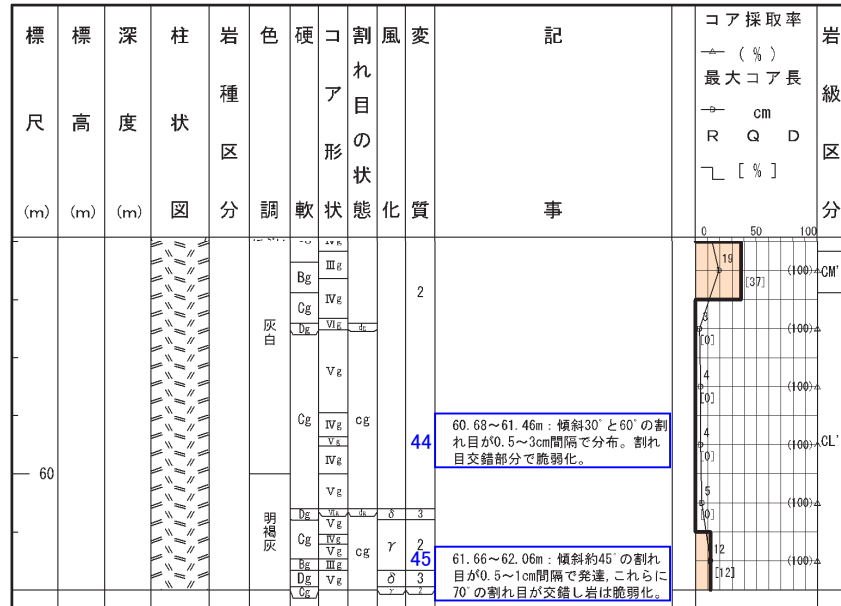 標尺(m)
標高(m)
深度(m)
柱状図
岩種区分
色調
硬軟
コア形状
割れ目の状態
風化
変質
記事
コア採取率
(%)
最大コア長
cm
R Q D
[%]
岩級区分
0 50 100
Ⅲg
Bg
Ⅳg
Cg
2
灰白
Dg
Ⅵg
Ⅴg
Cg
cg
Ⅳg
Ⅴg
Ⅳg
44
60.68~61.46m:傾斜30°と60°の割
れ目が0.5~3cm間隔で分布。割れ
目交錯部分で脆弱化。
60
Ⅴg
明褐灰
Dg
δ
3
Ⅴg
Cg
Ⅳg
Ⅴg
cg
γ
2
45
61.66~62.06m:傾斜約45°の割れ
目が0.5~1cm間隔で発達,これらに
70°の割れ目が交錯し岩は脆弱化。
Bg
Ⅲg
Dg
Ⅴg
δ
3
Cg
γ
2
19
(100)
CM'
[37]
3
(100)
[0]
4
(100)
[0]
4
(100)
CL'
[0]
5
(100)
[0]
12
(100)
[12]